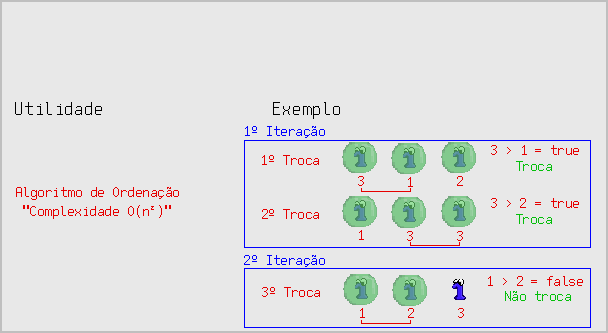 Utilidade
Exemplo
1º Iteração
1º Troca
3 > 1 = true
Troca
3 1 2
Algoritmo de Ordenação
"Complexidade O(n²)"
2º Troca
3 > 2 = true
Troca
1 3 3
2º Iteração
3º Troca
1 > 2 = false
Não troca
1 2 3